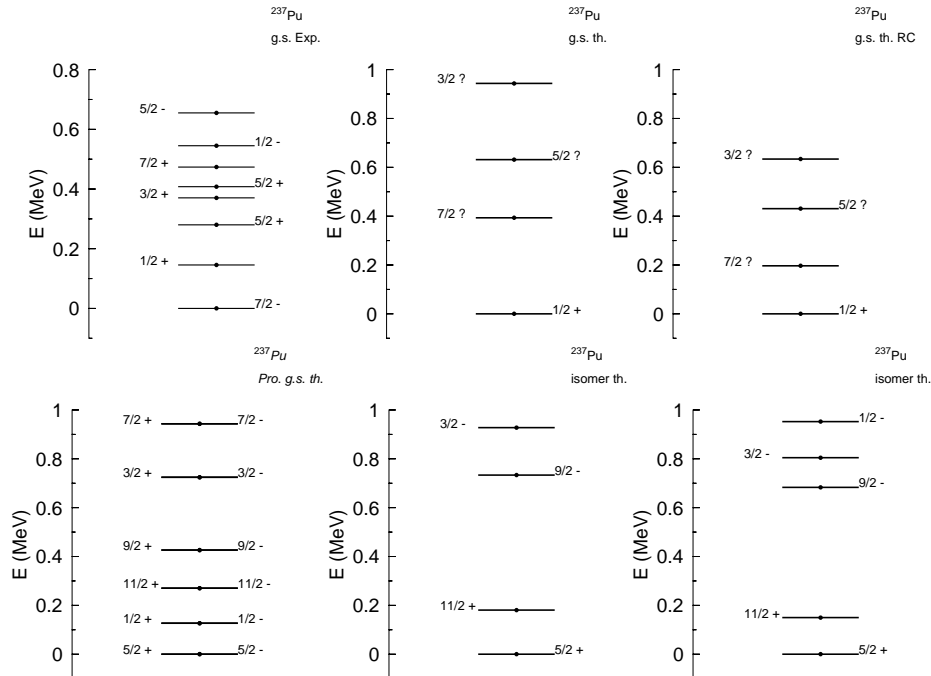 ²³⁷Pu
g.s. Exp.
0.8
0.6
0.4
0.2
0
E (MeV)
5/2 -
1/2 -
7/2 +
5/2 +
3/2 +
5/2 +
1/2 +
7/2 -
²³⁷Pu
g.s. th.
1
0.8
0.6
0.4
0.2
0
E (MeV)
3/2 ?
5/2 ?
7/2 ?
1/2 +
²³⁷Pu
g.s. th. RC
1
0.8
0.6
0.4
0.2
0
E (MeV)
3/2 ?
5/2 ?
7/2 ?
1/2 +
²³⁷Pu
Pro. g.s. th.
1
0.8
0.6
0.4
0.2
0
E (MeV)
7/2 + 7/2 -
3/2 + 3/2 -
9/2 + 9/2 -
11/2 + 11/2 -
1/2 + 1/2 -
5/2 + 5/2 -
²³⁷Pu
isomer th.
1
0.8
0.6
0.4
0.2
0
E (MeV)
3/2 -
9/2 -
11/2 +
5/2 +
²³⁷Pu
isomer th.
1
0.8
0.6
0.4
0.2
0
E (MeV)
1/2 -
3/2 -
9/2 -
11/2 +
5/2 +